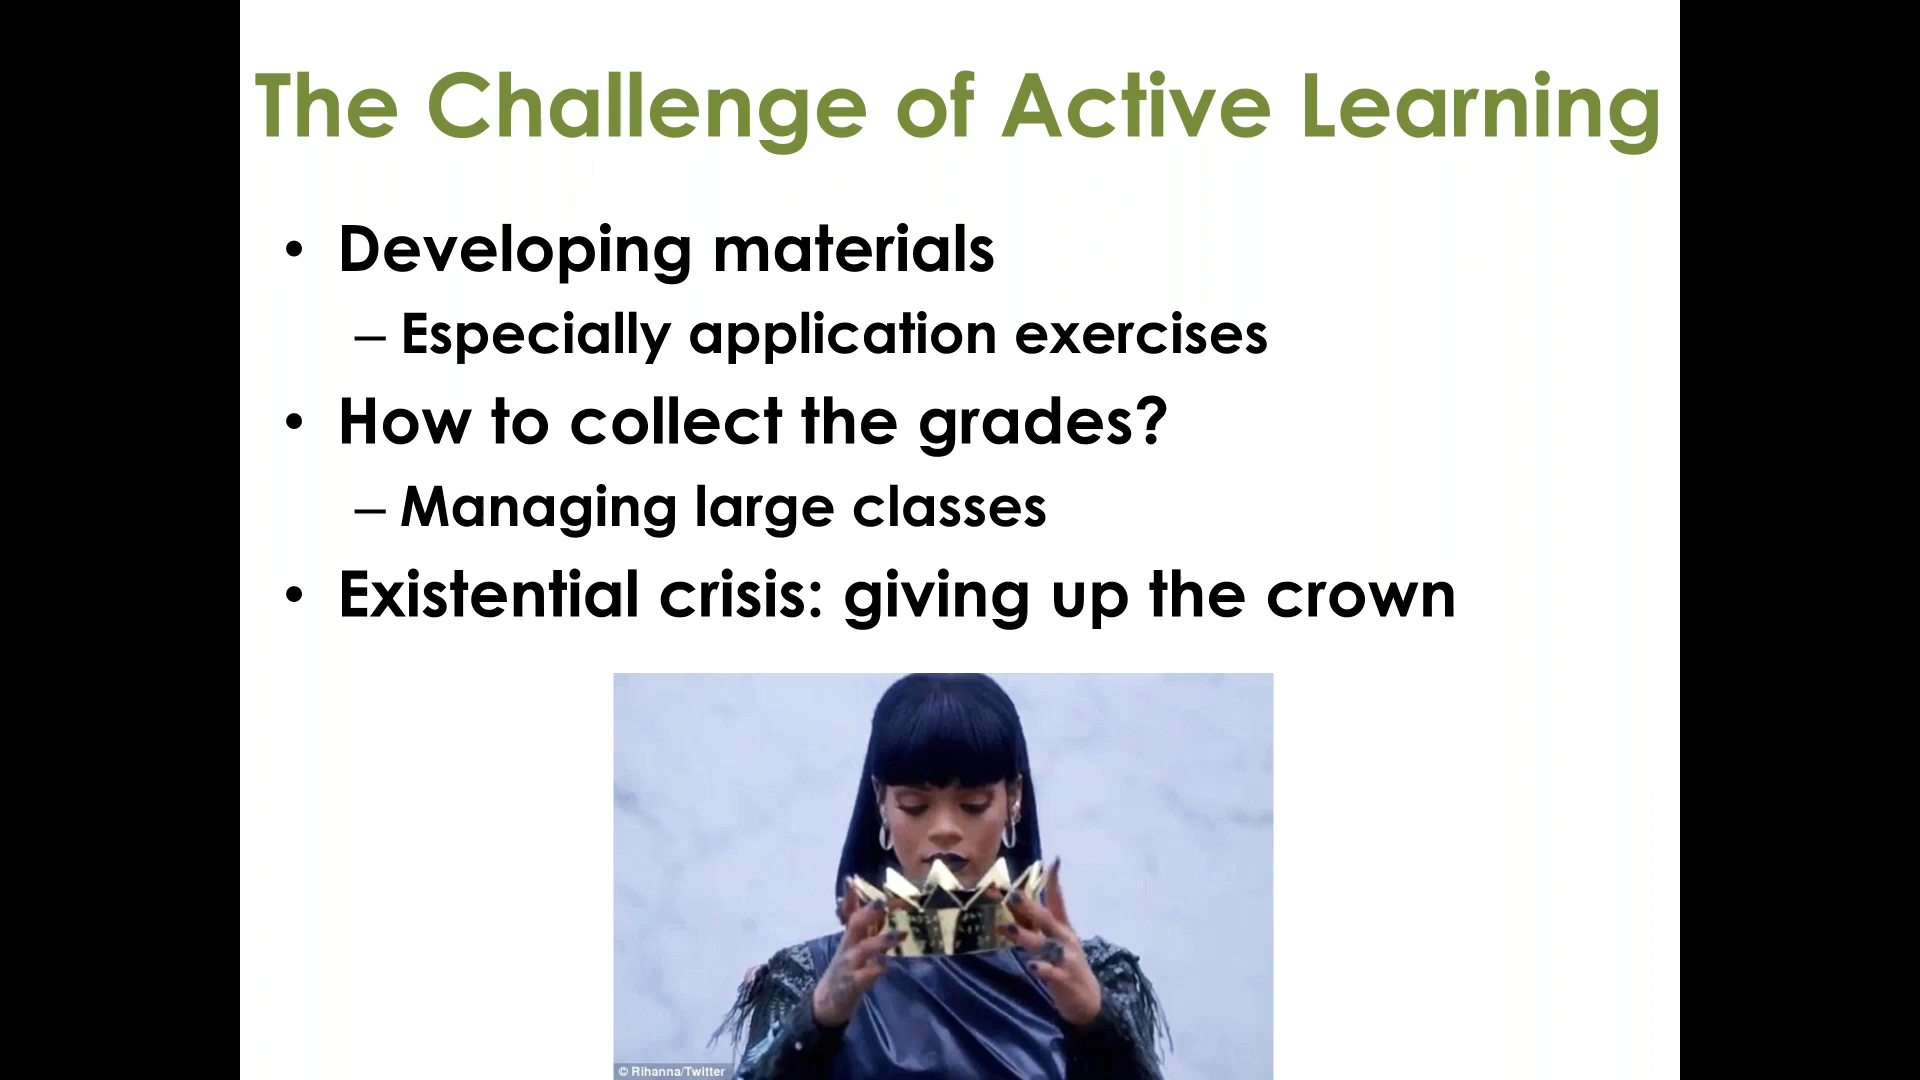 The Challenge of Active Learning
• Developing materials
– Especially application exercises
• How to collect the grades?
– Managing large classes
• Existential crisis: giving up the crown
© Rihanna/Twitter